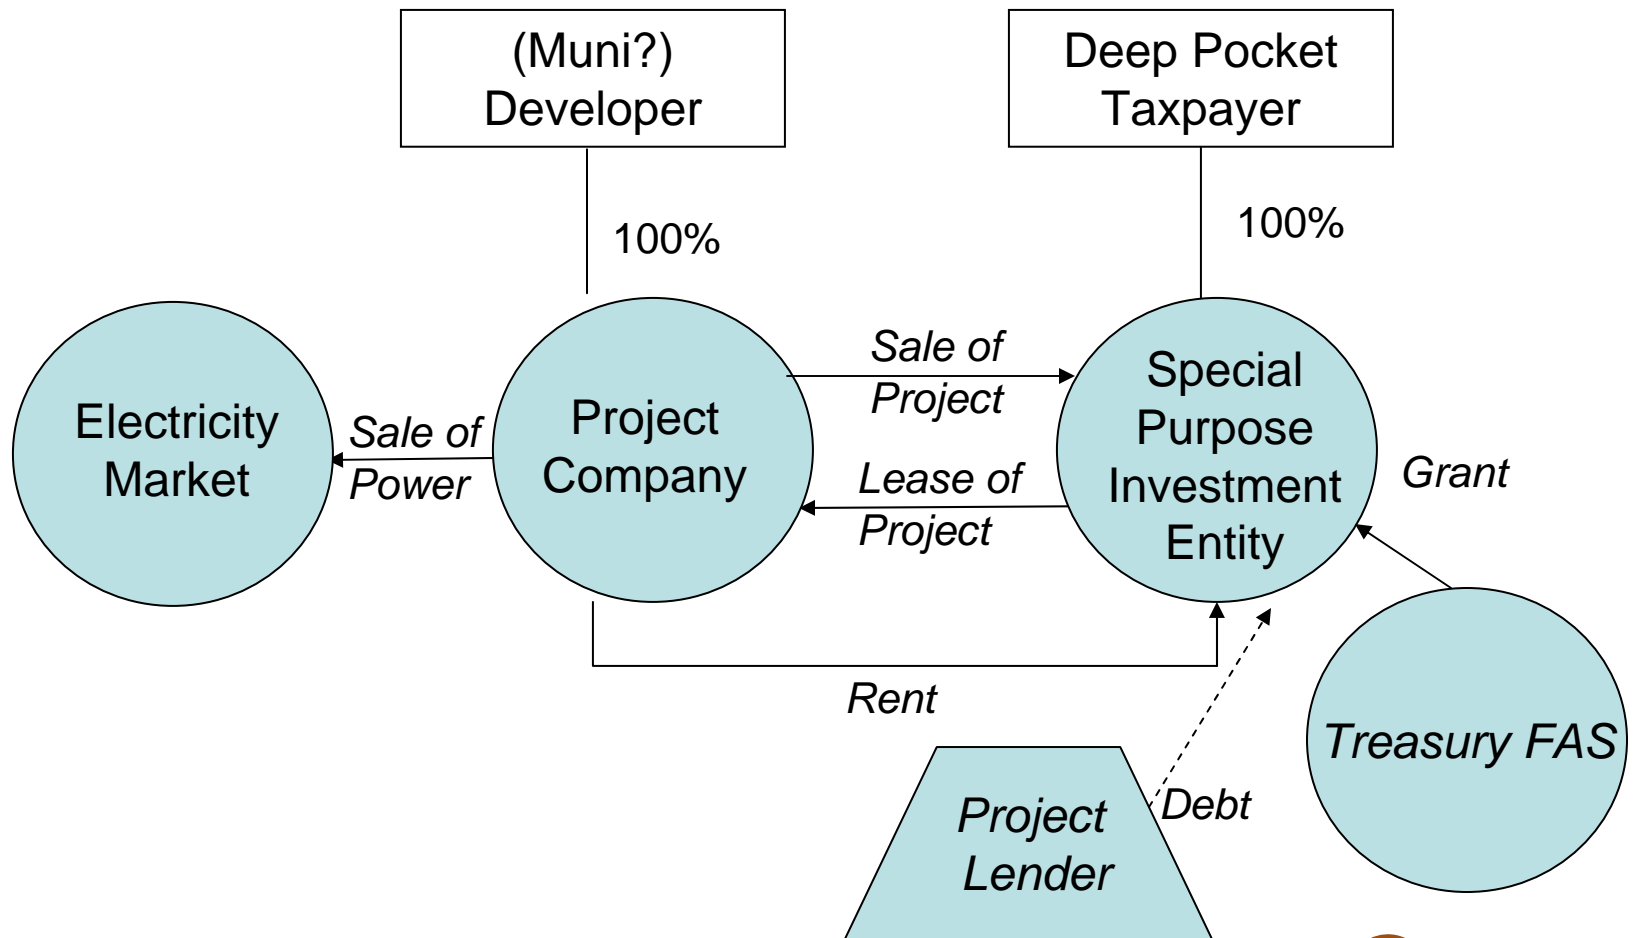 (Muni?)
Developer
Deep Pocket
Taxpayer
100%
100%
Electricity
Market
Sale of
Power
Project
Company
Sale of
Project
Lease of
Project
Special
Purpose
Investment
Entity
Grant
Rent
Treasury FAS
Project
Lender
Debt